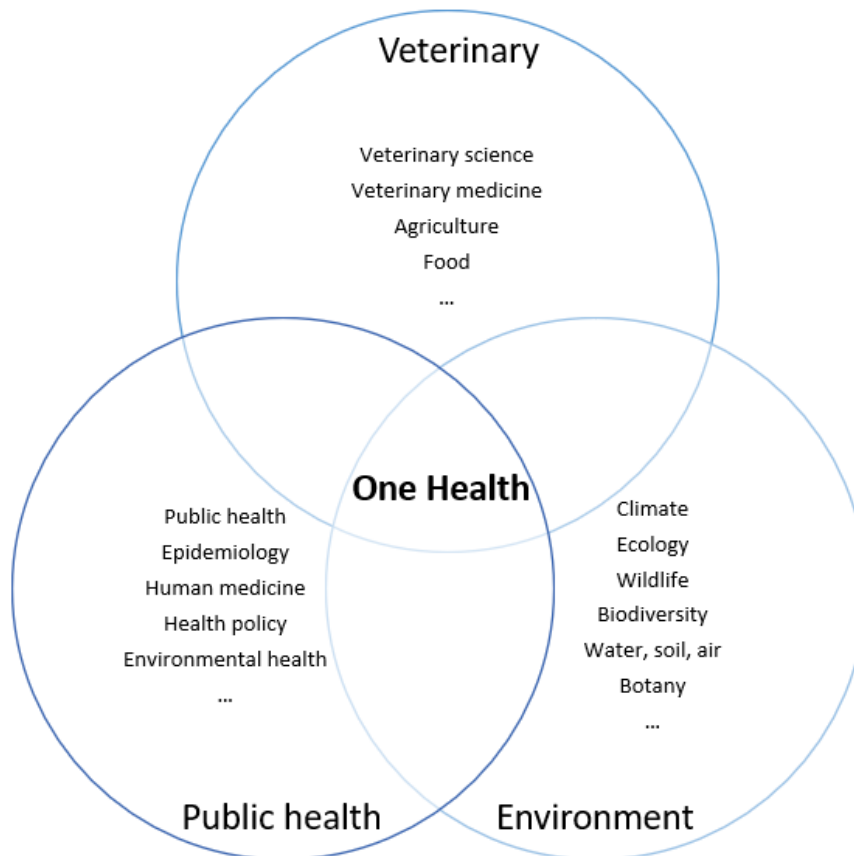 Veterinary
Veterinary science
Veterinary medicine
Agriculture
Food
...
One Health
Public health
Epidemiology
Human medicine
Health policy
Environmental health
...
Climate
Ecology
Wildlife
Biodiversity
Water, soil, air
Botany
...
Public health
Environment